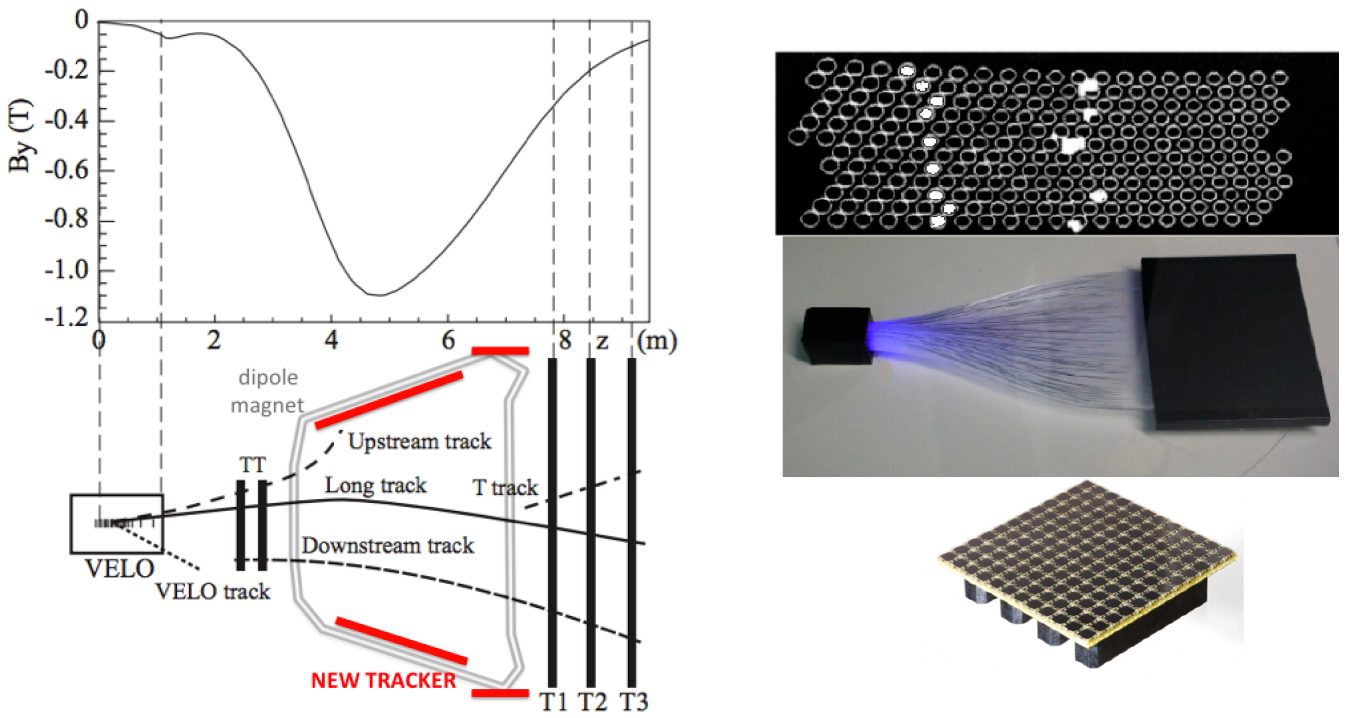 0
-0.2
-0.4
-0.6
-0.8
-1.0
-1.2
By (T)
0 2 4 6 8 z (m)
dipole
magnet
Upstream track
TT
Long track
T track
Downstream track
VELO
VELO track
NEW TRACKER
T1 T2 T3